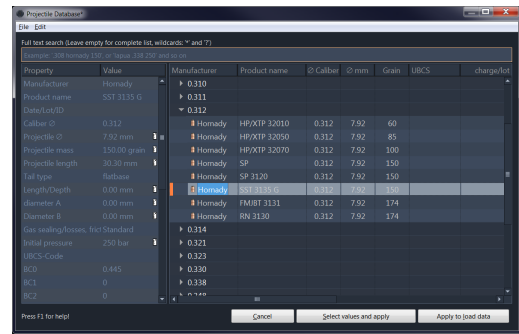 Projectile Database*
File Edit
Full text search (Leave empty for complete list, wildcards: '*' and '?')
Example: '308 hornady 150', or 'lapua .338 250' and so on
Property Value
Manufacturer Hornady
Product name SST 3135 G
Date/Lot/ID
Caliber ∅ 0.312
Projectile ∅ 7.92 mm
Projectile mass 150.00 grain
Projectile length 30.30 mm
Tail type flatbase
Length/Depth 0.00 mm
diameter A 0.00 mm
Diameter B 0.00 mm
Gas sealing/losses, frict Standard
Initial pressure 250 bar
UBCS-Code
BC0 0.445
BC1 0
BC2 0
Manufacturer Product name ∅ Caliber ∅ mm Grain UBCS charge/lot
0.310
0.311
0.312
Hornady HP/XTP 32010 0.312 7.92 60
Hornady HP/XTP 32050 0.312 7.92 85
Hornady HP/XTP 32070 0.312 7.92 100
Hornady SP 0.312 7.92 150
Hornady SP 3120 0.312 7.92 150
Hornady SST 3135 G 0.312 7.92 150
Hornady FMJBT 3131 0.312 7.92 174
Hornady RN 3130 0.312 7.92 174
0.314
0.321
0.323
0.330
0.338
0.348
Press F1 for help!
Cancel
Select values and apply
Apply to load data